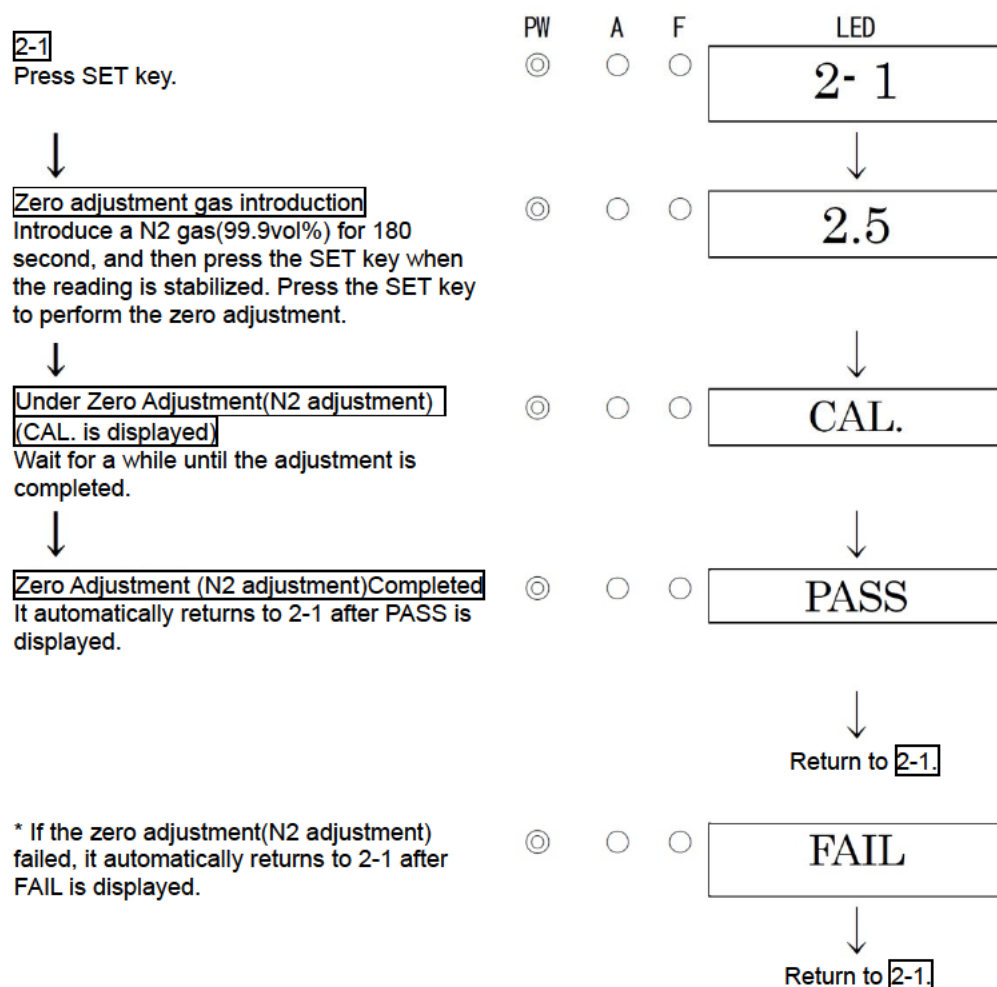 PW A F LED
2-1
Press SET key.
2- 1
Zero adjustment gas introduction
Introduce a N2 gas(99.9vol%) for 180
second, and then press the SET key when
the reading is stabilized. Press the SET key
to perform the zero adjustment.
2.5
Under Zero Adjustment(N2 adjustment)
(CAL. is displayed)
Wait for a while until the adjustment is
completed.
CAL.
Zero Adjustment (N2 adjustment)Completed
It automatically returns to 2-1 after PASS is
displayed.
PASS
Return to 2-1.
* If the zero adjustment(N2 adjustment)
failed, it automatically returns to 2-1 after
FAIL is displayed.
FAIL
Return to 2-1.